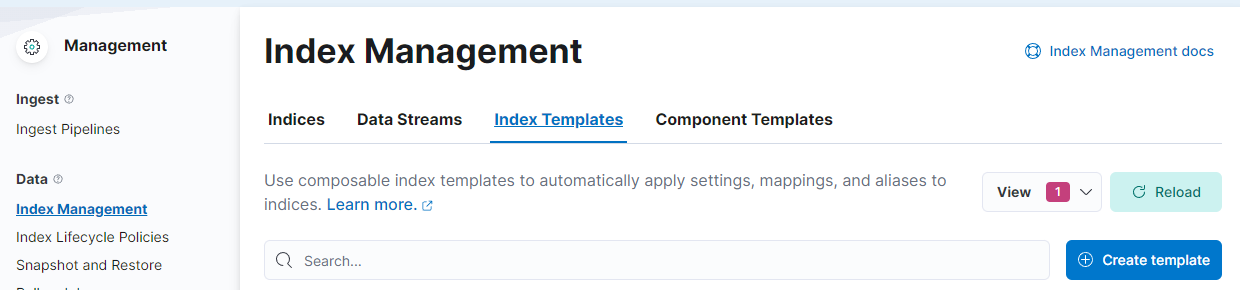 Management
Ingest
Ingest Pipelines
Data
Index Management
Index Lifecycle Policies
Snapshot and Restore
Index Management
Index Management docs
Indices
Data Streams
Index Templates
Component Templates
Use composable index templates to automatically apply settings, mappings, and aliases to
indices. Learn more.
View 1
Reload
Search...
Create template